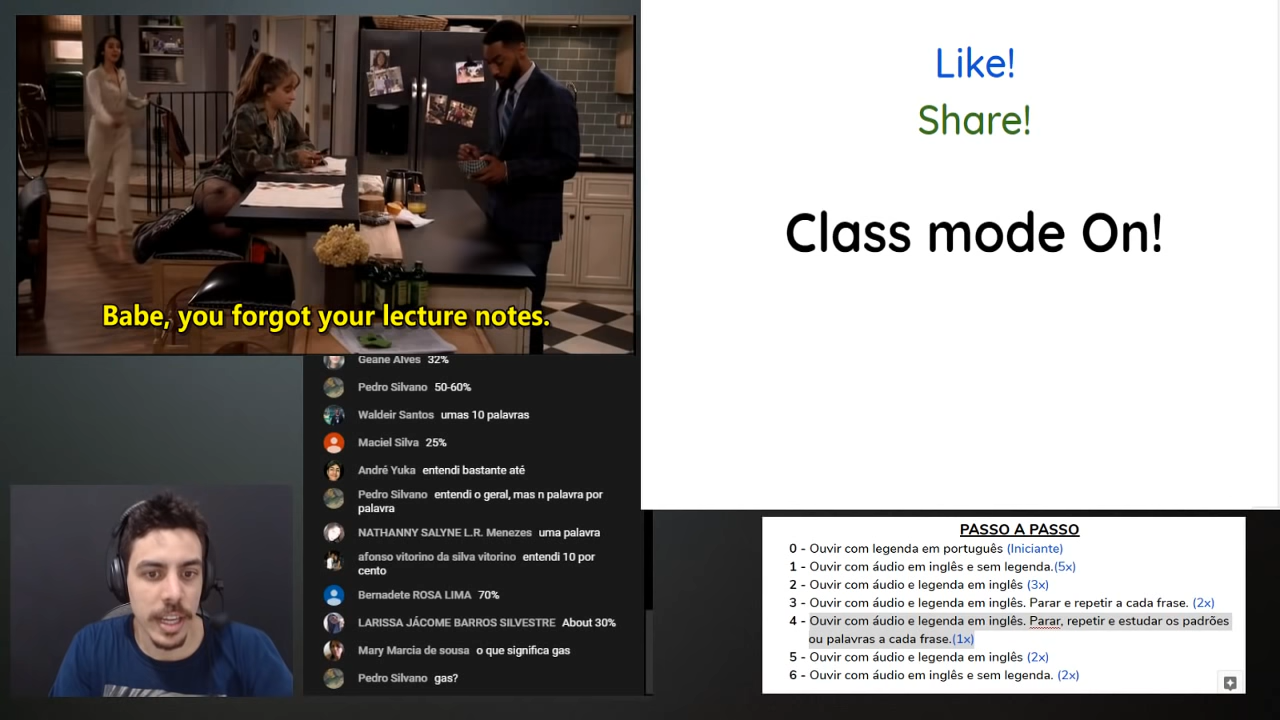 Babe, you forgot your lecture notes.
Like!
Share!
Class mode On!
Geane Alves 32%
Pedro Silvano 50-60%
Waldeir Santos umas 10 palavras
Maciel Silva 25%
André Yuka entendi bastante até
Pedro Silvano entendi o geral, mas n palavra por
palavra
NATHANNY SALYNE L.R. Menezes uma palavra
afonso vitorino da silva vitorino entendi 10 por
cento
Bernadete ROSA LIMA 70%
LARISSA JÁCOME BARROS SILVESTRE About 30%
Mary Marcia de sousa o que significa gas
Pedro Silvano gas?
PASSO A PASSO
0 - Ouvir com legenda em português (Iniciante)
1 - Ouvir com áudio em inglês e sem legenda.(5x)
2 - Ouvir com áudio e legenda em inglês (3x)
3 - Ouvir com áudio e legenda em inglês. Parar e repetir a cada frase. (2x)
4 - Ouvir com áudio e legenda em inglês. Parar, repetir e estudar os padrões
ou palavras a cada frase.(1x)
5 - Ouvir com áudio e legenda em inglês (2x)
6 - Ouvir com áudio em inglês e sem legenda. (2x)